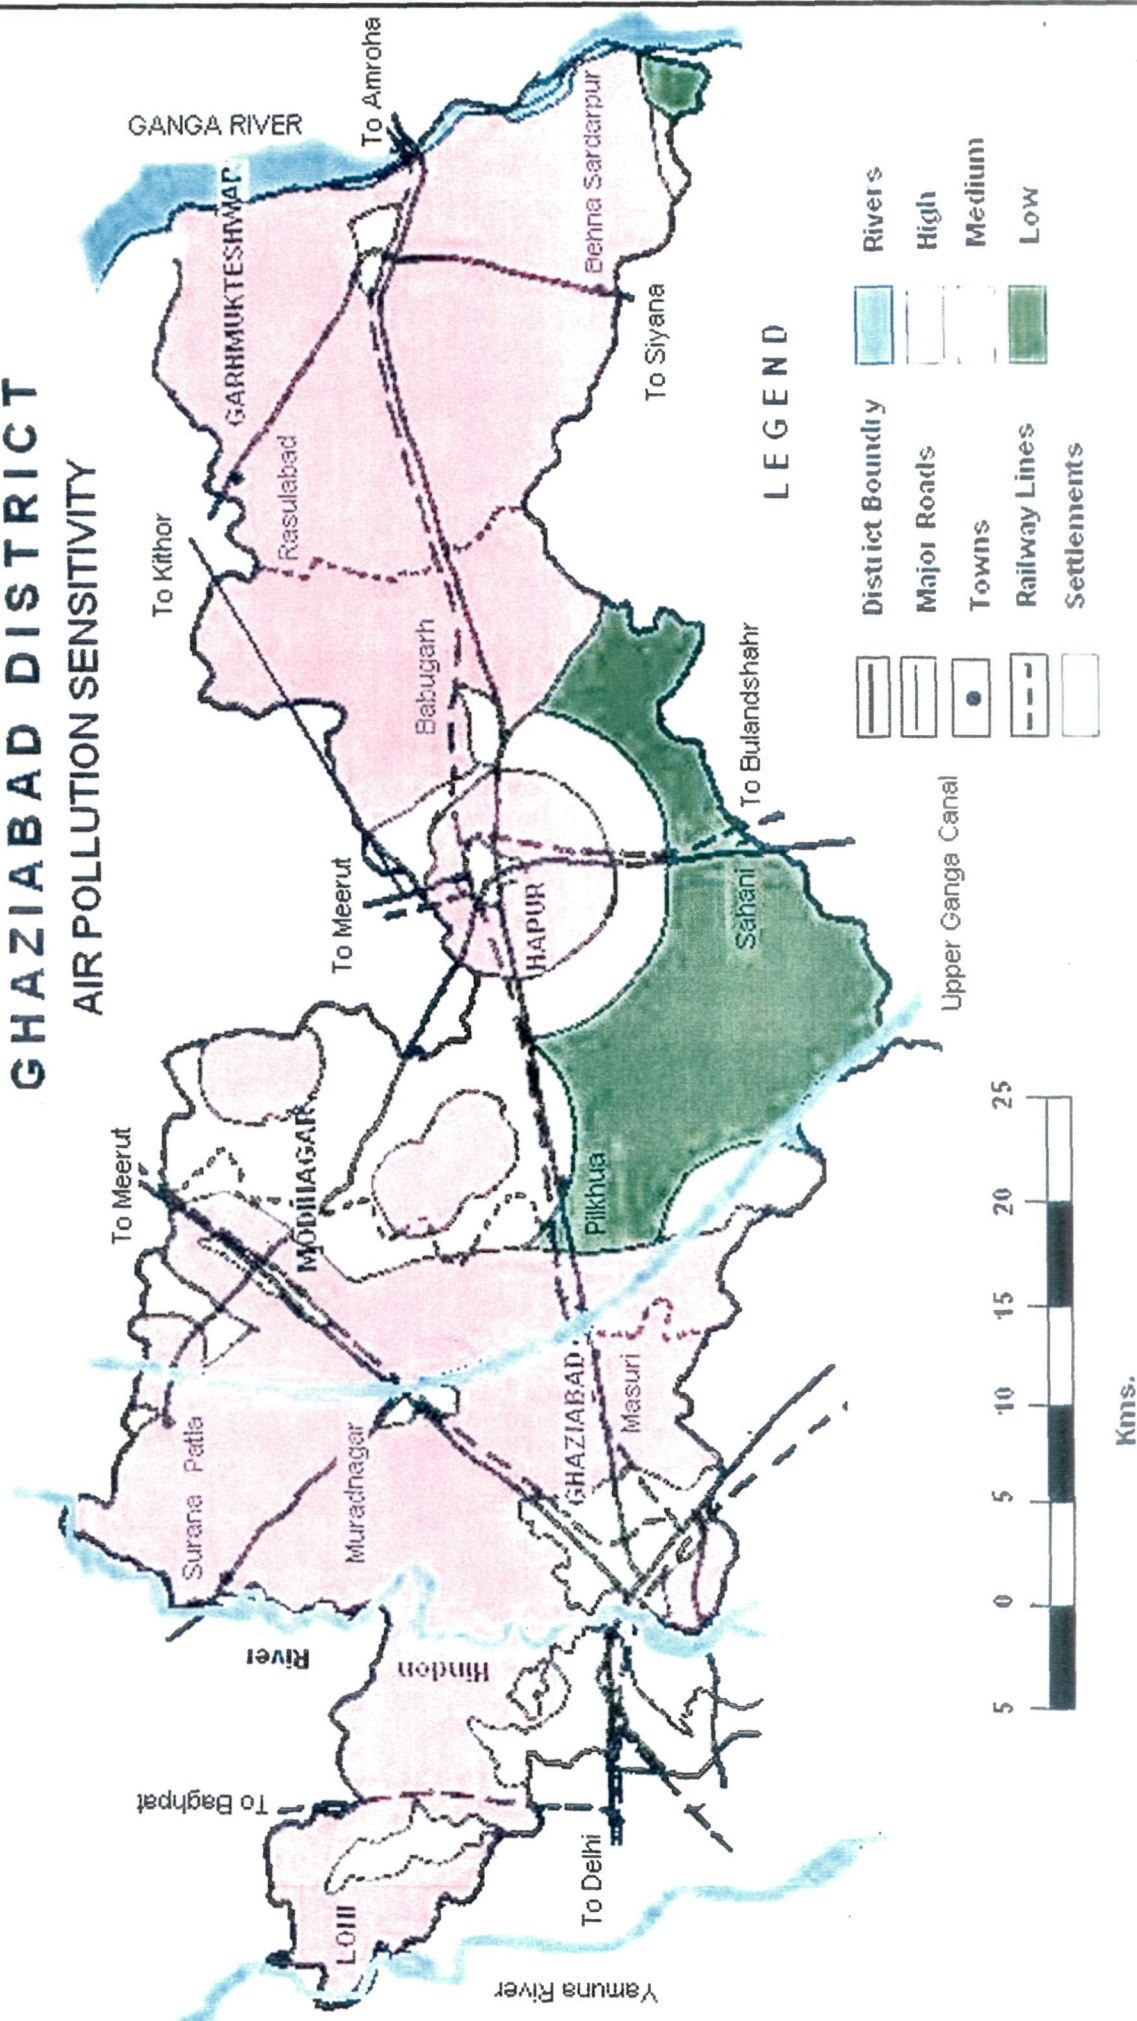 GHAZIABAD DISTRICT
AIR POLLUTION SENSITIVITY
GANGA RIVER
To Amroha
GARHMUKTESHWAR
Behna Sardarpur
To Siyana
Rasulabad
To Kithor
Babugarh
To Bulandshahr
To Meerut
HAPUR
Sahani
Upper Ganga Canal
To Meerut
MODINAGAR
Pilkhua
GHAZIABAD
Masuri
Surana Patla
Muradnagar
River
Hindon
To Baghpat
LONI
To Delhi
Yamuna River
LEGEND
District Boundry
Major Roads
Towns
Railway Lines
Settlements
Rivers
High
Medium
Low
5 0 5 10 15 20 25
Kms.